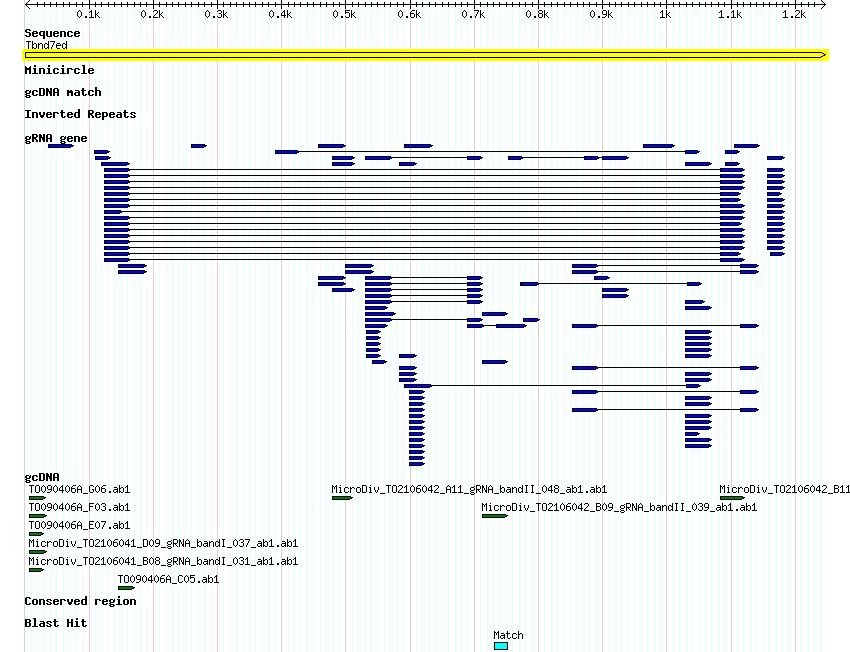 0.1k 0.2k 0.3k 0.4k 0.5k 0.6k 0.7k 0.8k 0.9k 1k 1.1k 1.2k
Sequence
Tbnd7ed
Minicircle
gcDNA match
Inverted Repeats
gRNA gene
gcDNA
TO090406A_G06.ab1 MicroDiv_TO2106042_A11_gRNA_bandII_048_ab1.ab1 MicroDiv_TO2106042_B11
TO090406A_F03.ab1 MicroDiv_TO2106042_B09_gRNA_bandII_039_ab1.ab1
TO090406A_E07.ab1
MicroDiv_TO2106041_D09_gRNA_bandI_037_ab1.ab1
MicroDiv_TO2106041_B08_gRNA_bandI_031_ab1.ab1
TO090406A_C05.ab1
Conserved region
Blast Hit
Match